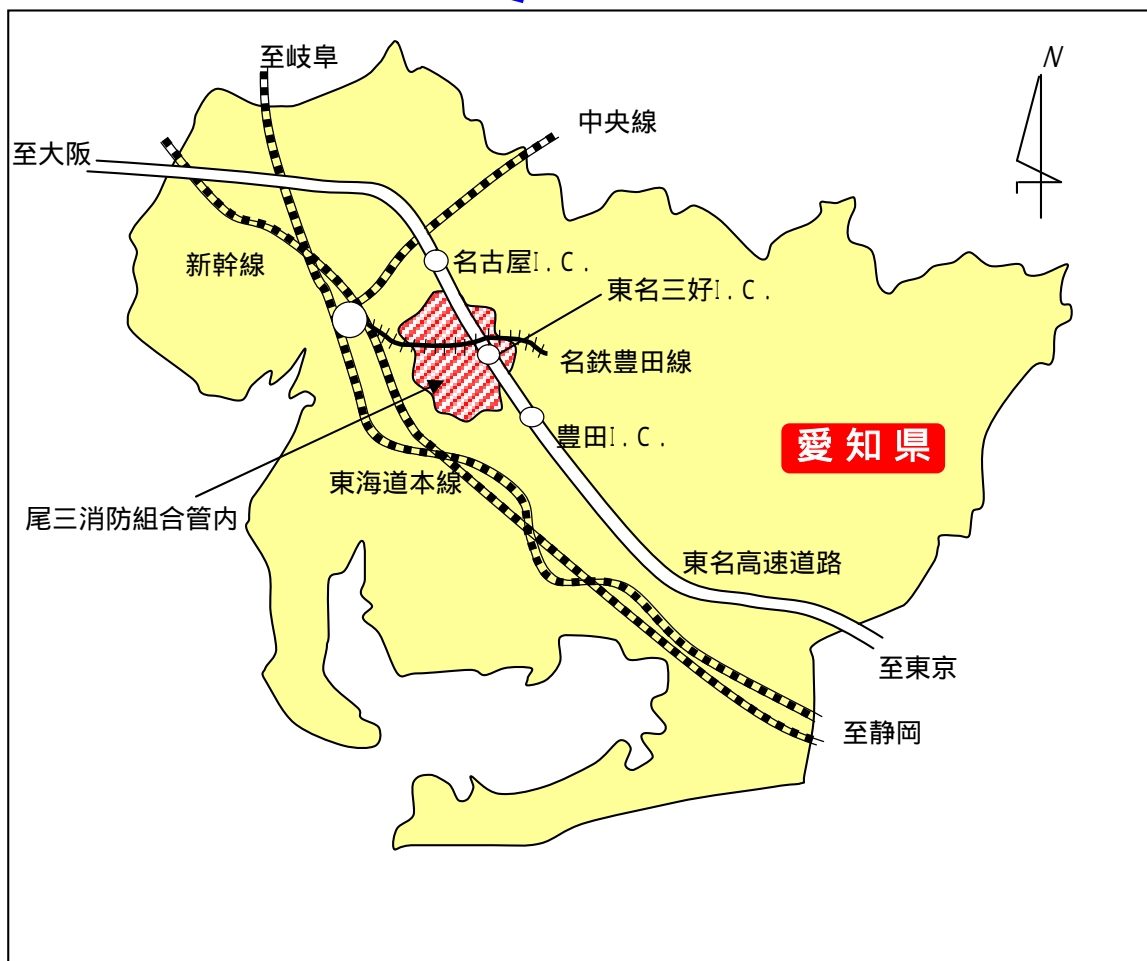 至岐阜
N
中央線
至大阪
新幹線
名古屋I.C.
東名三好I.C.
名鉄豊田線
豊田I.C.
愛知県
東海道本線
尾三消防組合管内
東名高速道路
至東京
至静岡